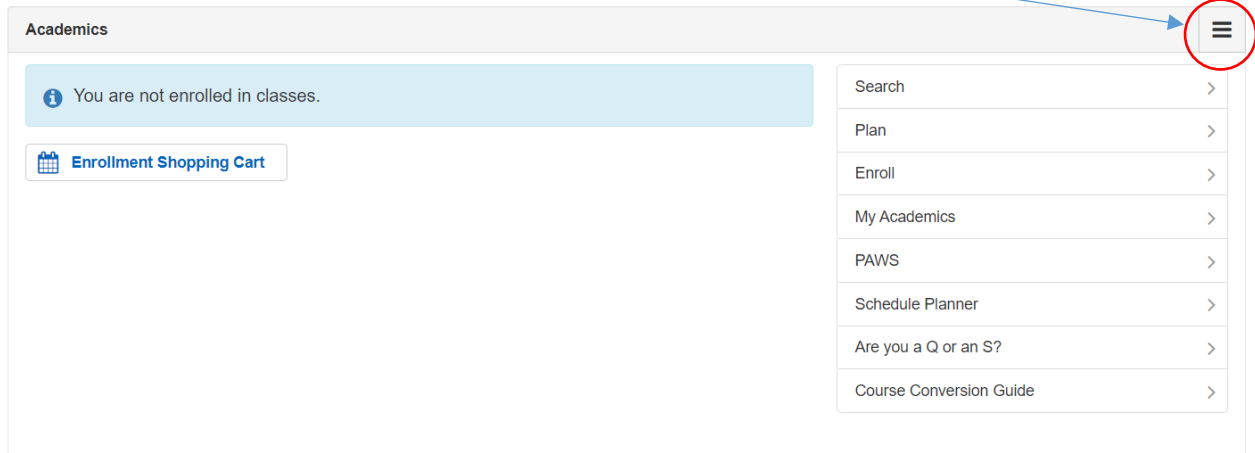 Academics
You are not enrolled in classes.
Enrollment Shopping Cart
Search
Plan
Enroll
My Academics
PAWS
Schedule Planner
Are you a Q or an S?
Course Conversion Guide